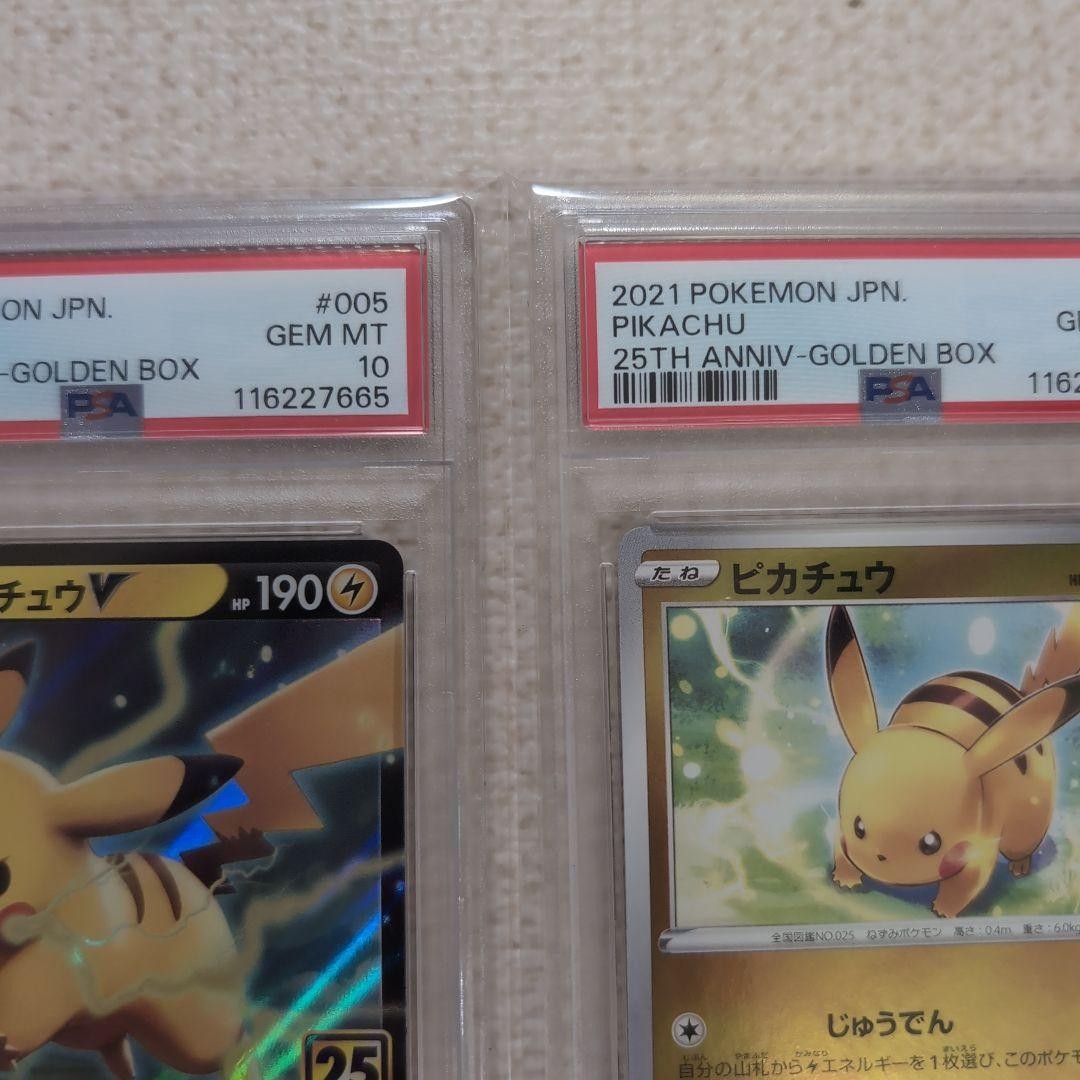 ON JPN.
#005
GEM MT
-GOLDEN BOX
10
PSA
116227665
2021 POKEMON JPN.
PIKACHU
25TH ANNIV-GOLDEN BOX
PSA
116
チュウV
HP 190
25
たね ピカチュウ
全国図鑑NO.025 ねずみポケモン 高さ:0.4m 重さ:6.0kg
じゅうでん
自分の山札からエネルギーを1枚選び、このポケモ